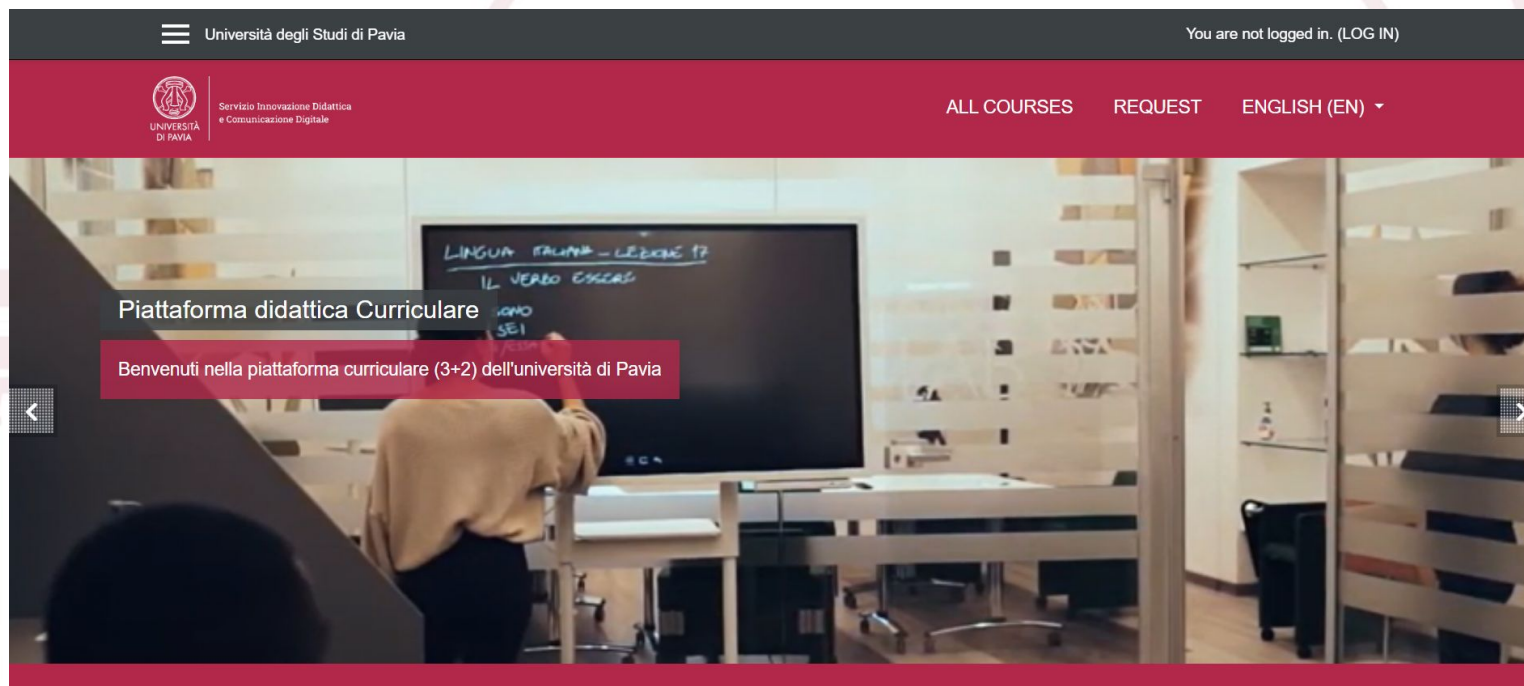 Università degli Studi di Pavia
You are not logged in. (LOG IN)
UNIVERSITÀ
DI PAVIA
Servizio Innovazione Didattica
e Comunicazione Digitale
ALL COURSES
REQUEST
ENGLISH (EN)
LINGUA ITALIANA - LEZIONE 17
IL VERBO ESSERE
SONO
SEI
Piattaforma didattica Curriculare
Benvenuti nella piattaforma curriculare (3+2) dell'università di Pavia